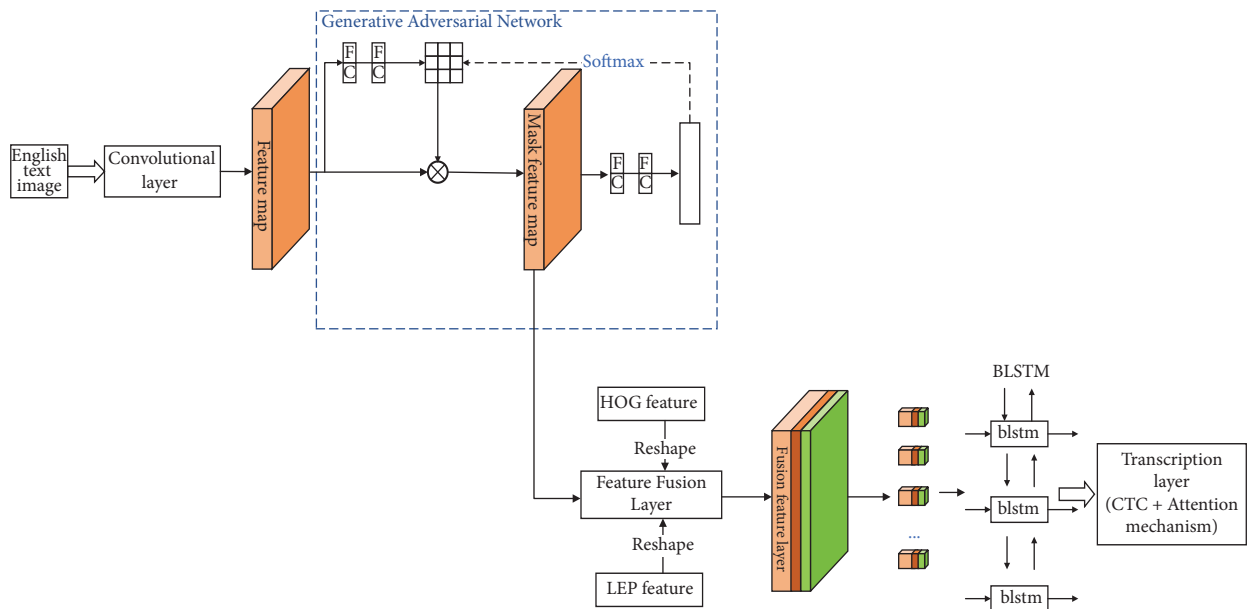 Generative Adversarial Network
F
C
F
C
Softmax
English
text
image
Convolutional
layer
Feature map
Mask feature map
F
C
F
C
HOG feature
Reshape
Feature Fusion
Layer
Reshape
LEP feature
Fusion feature layer
...
BLSTM
blstm
blstm
blstm
Transcription
layer
(CTC + Attention
mechanism)